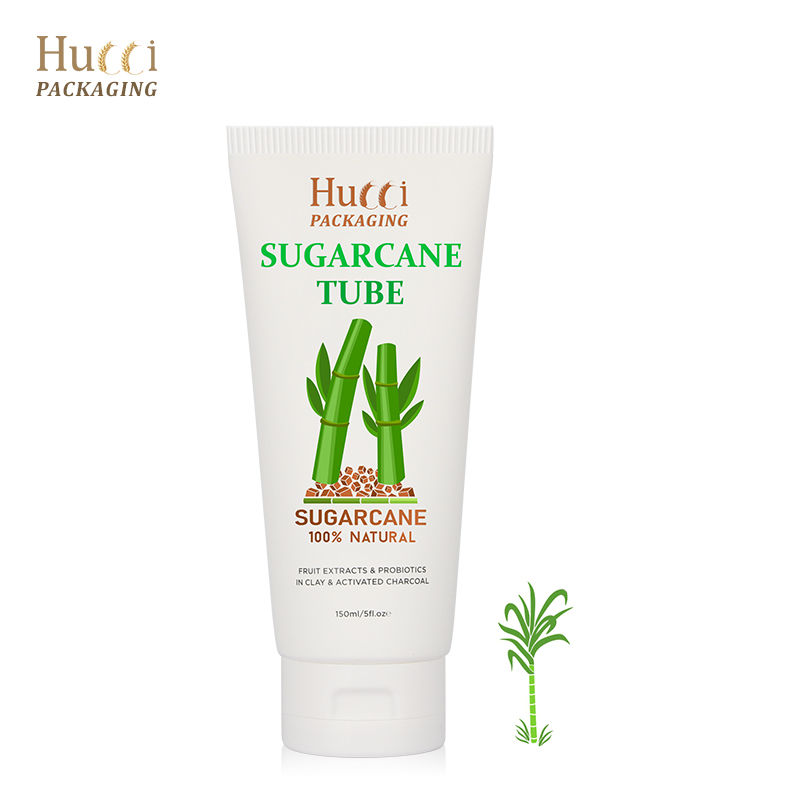 Hucci
PACKAGING
Hucci
PACKAGING
SUGARCANE
TUBE
SUGARCANE
100% NATURAL
FRUIT EXTRACTS & PROBIOTICS
IN CLAY & ACTIVATED CHARCOAL
150ml/5fl.oz℮